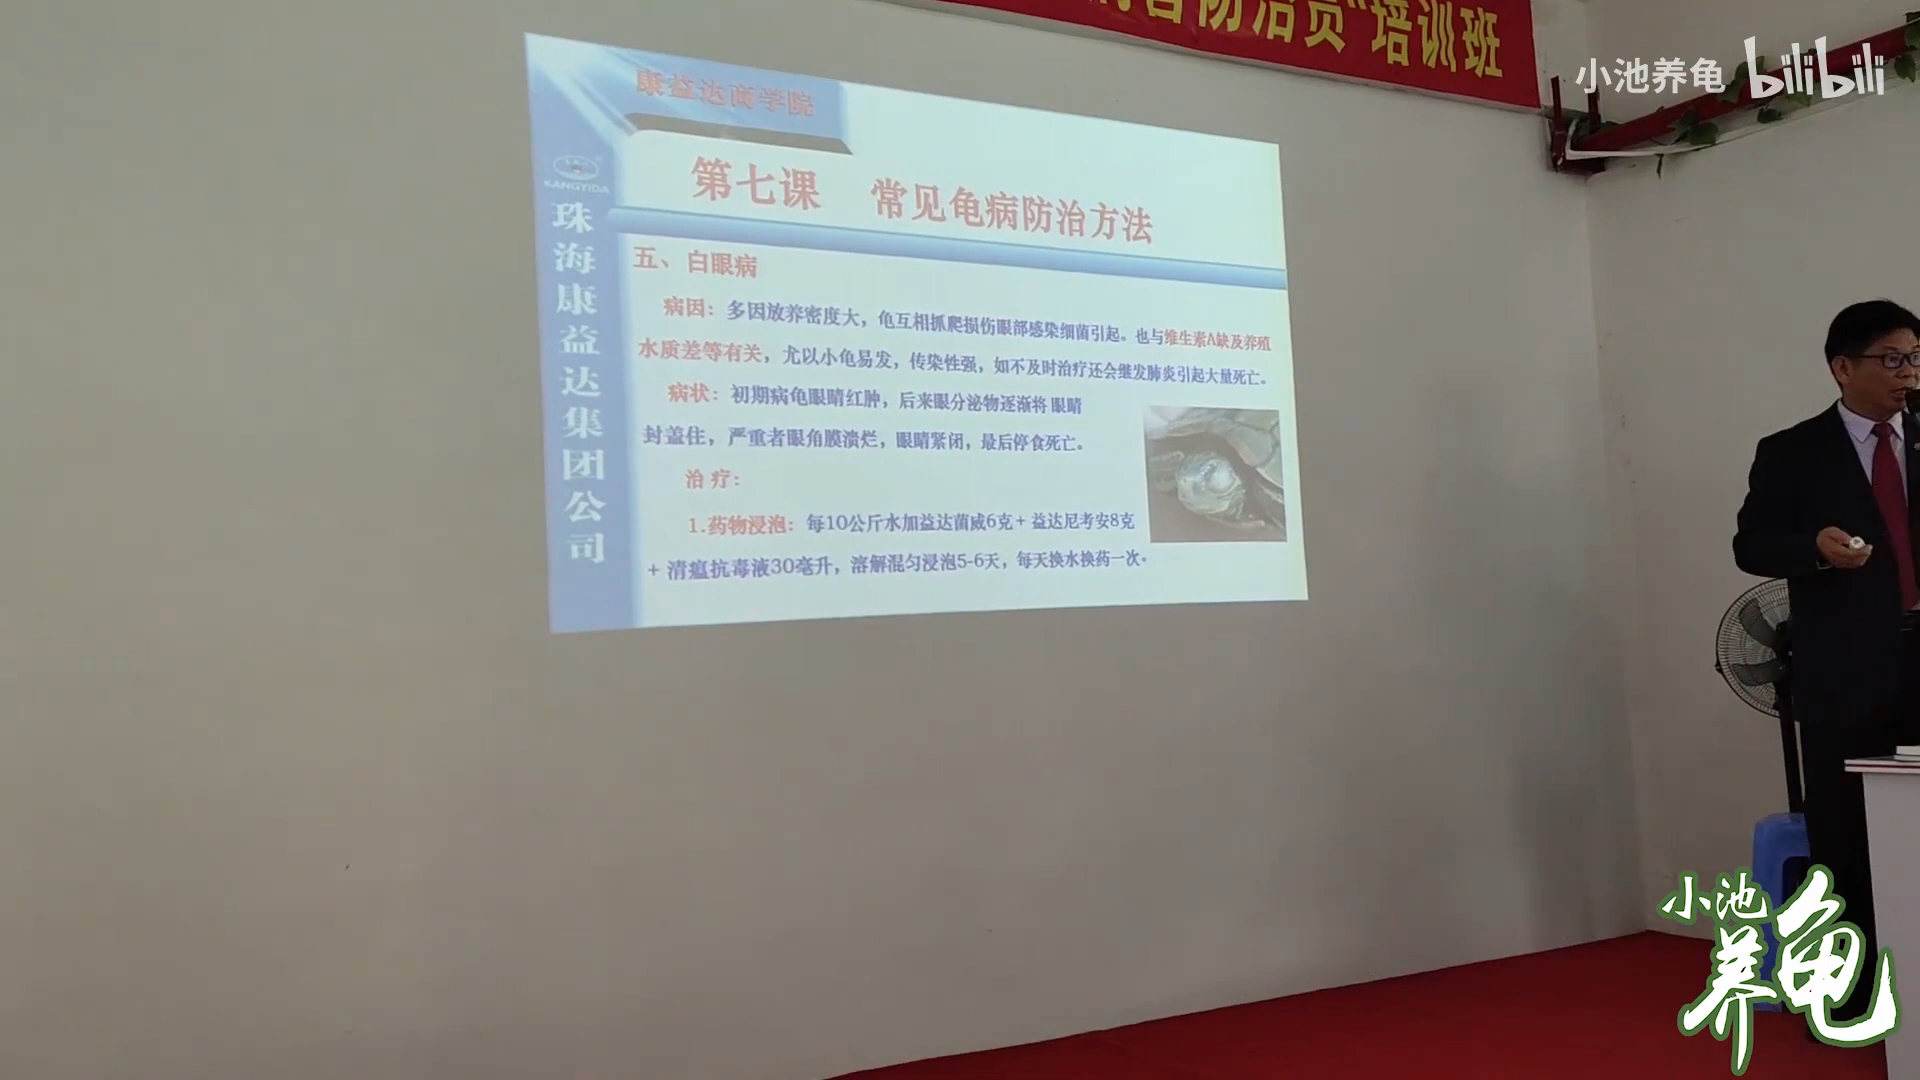 防治员"培训班
小池养龟 bilibili
康益达商学院
KANGYIDA
珠海康益达集团公司
第七课 常见龟病防治方法
五、白眼病
病因：多因放养密度大，龟互相抓爬损伤眼部感染细菌引起。也与维生素A缺及养殖
水质差等有关，尤以小龟易发，传染性强，如不及时治疗还会继发肺炎引起大量死亡。
病状：初期病龟眼睛红肿，后来眼分泌物逐渐将 眼睛
封盖住，严重者眼角膜溃烂，眼睛紧闭，最后停食死亡。
治 疗：
1.药物浸泡：每10公斤水加益达菌威6克+ 益达尼考安8克
+ 清瘟抗毒液30毫升，溶解混匀浸泡5-6天，每天换水换药一次。
小池
养龟